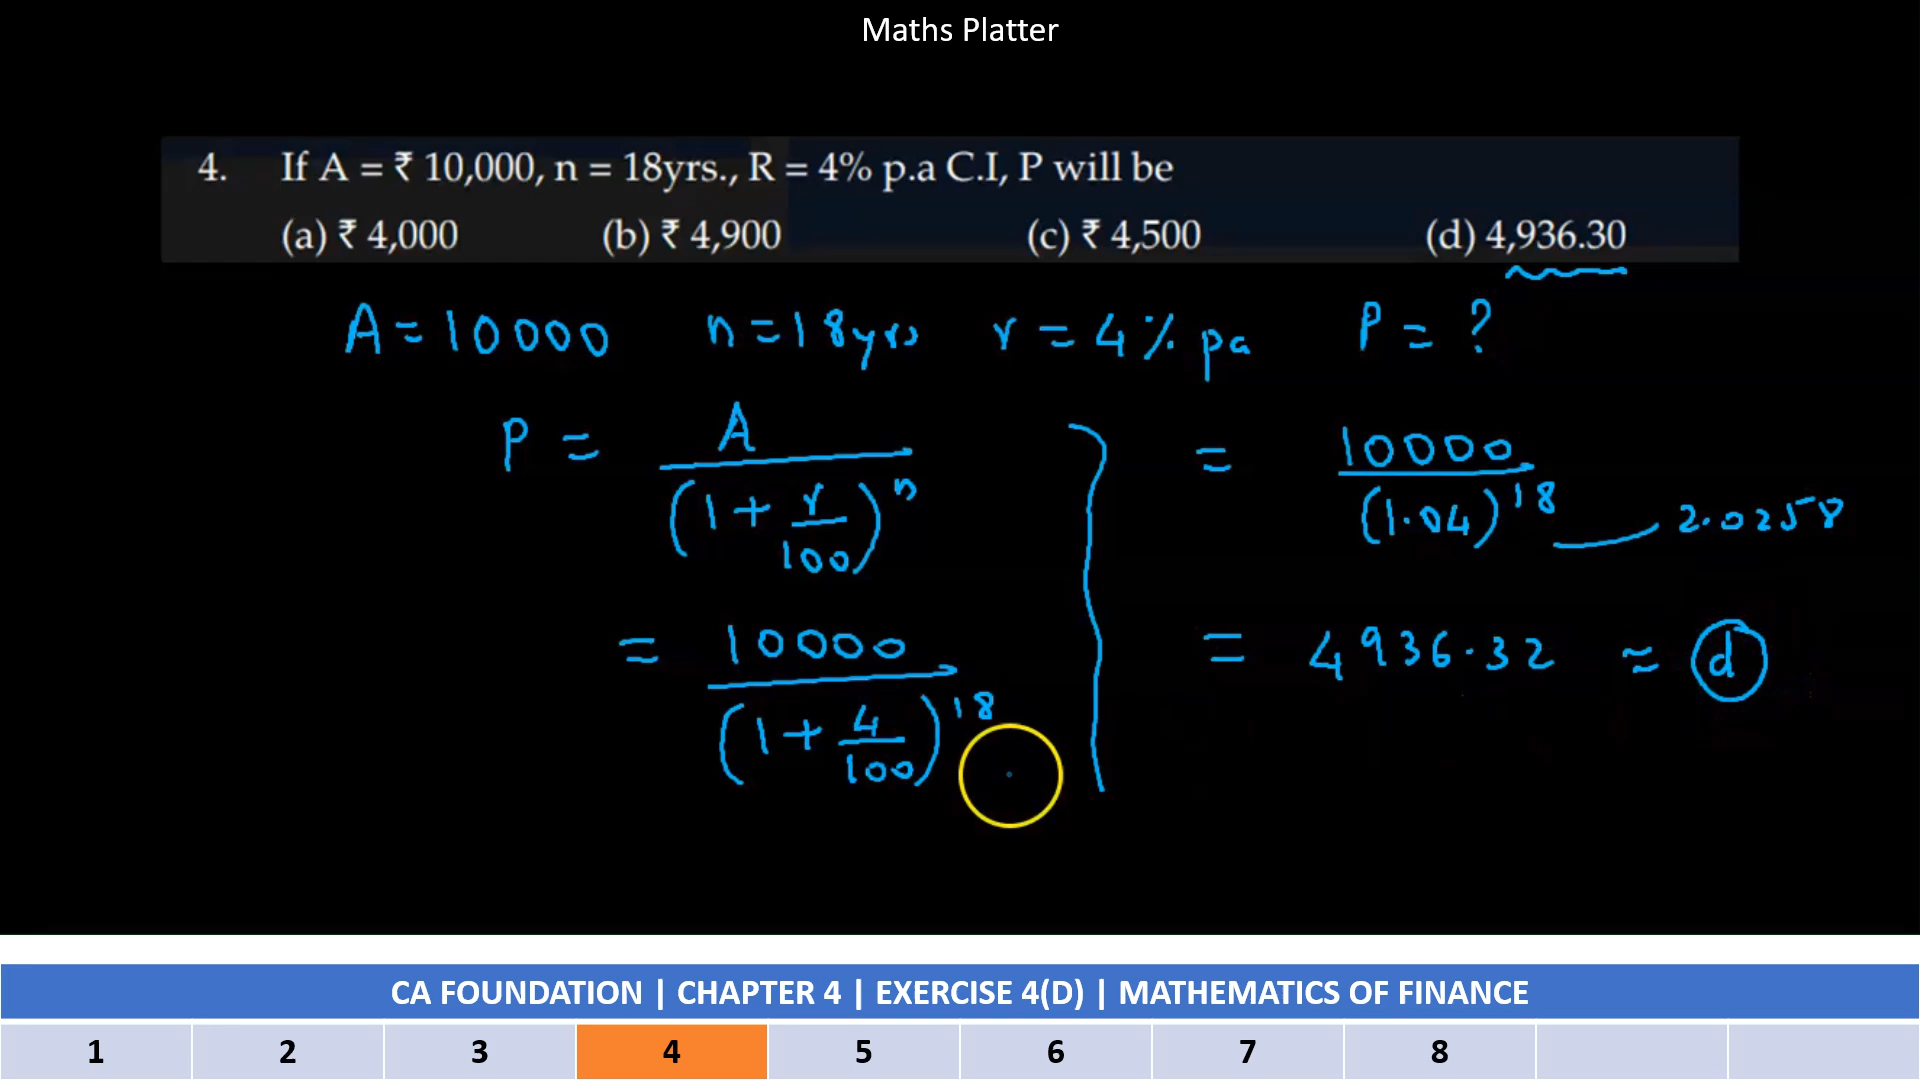 Maths Platter
4. If A = ₹ 10,000, n = 18yrs., R = 4% p.a C.I, P will be
(a) ₹ 4,000 (b) ₹ 4,900 (c) ₹ 4,500 (d) 4,936.30
A = 10000 n = 18yrs r = 4% pa P = ?
P = A / (1 + r/100)^n
= 10000 / (1 + 4/100)^18
= 10000 / (1.04)^18 2.0258
= 4936.32 ≈ d
CA FOUNDATION | CHAPTER 4 | EXERCISE 4(D) | MATHEMATICS OF FINANCE
1 2 3 4 5 6 7 8